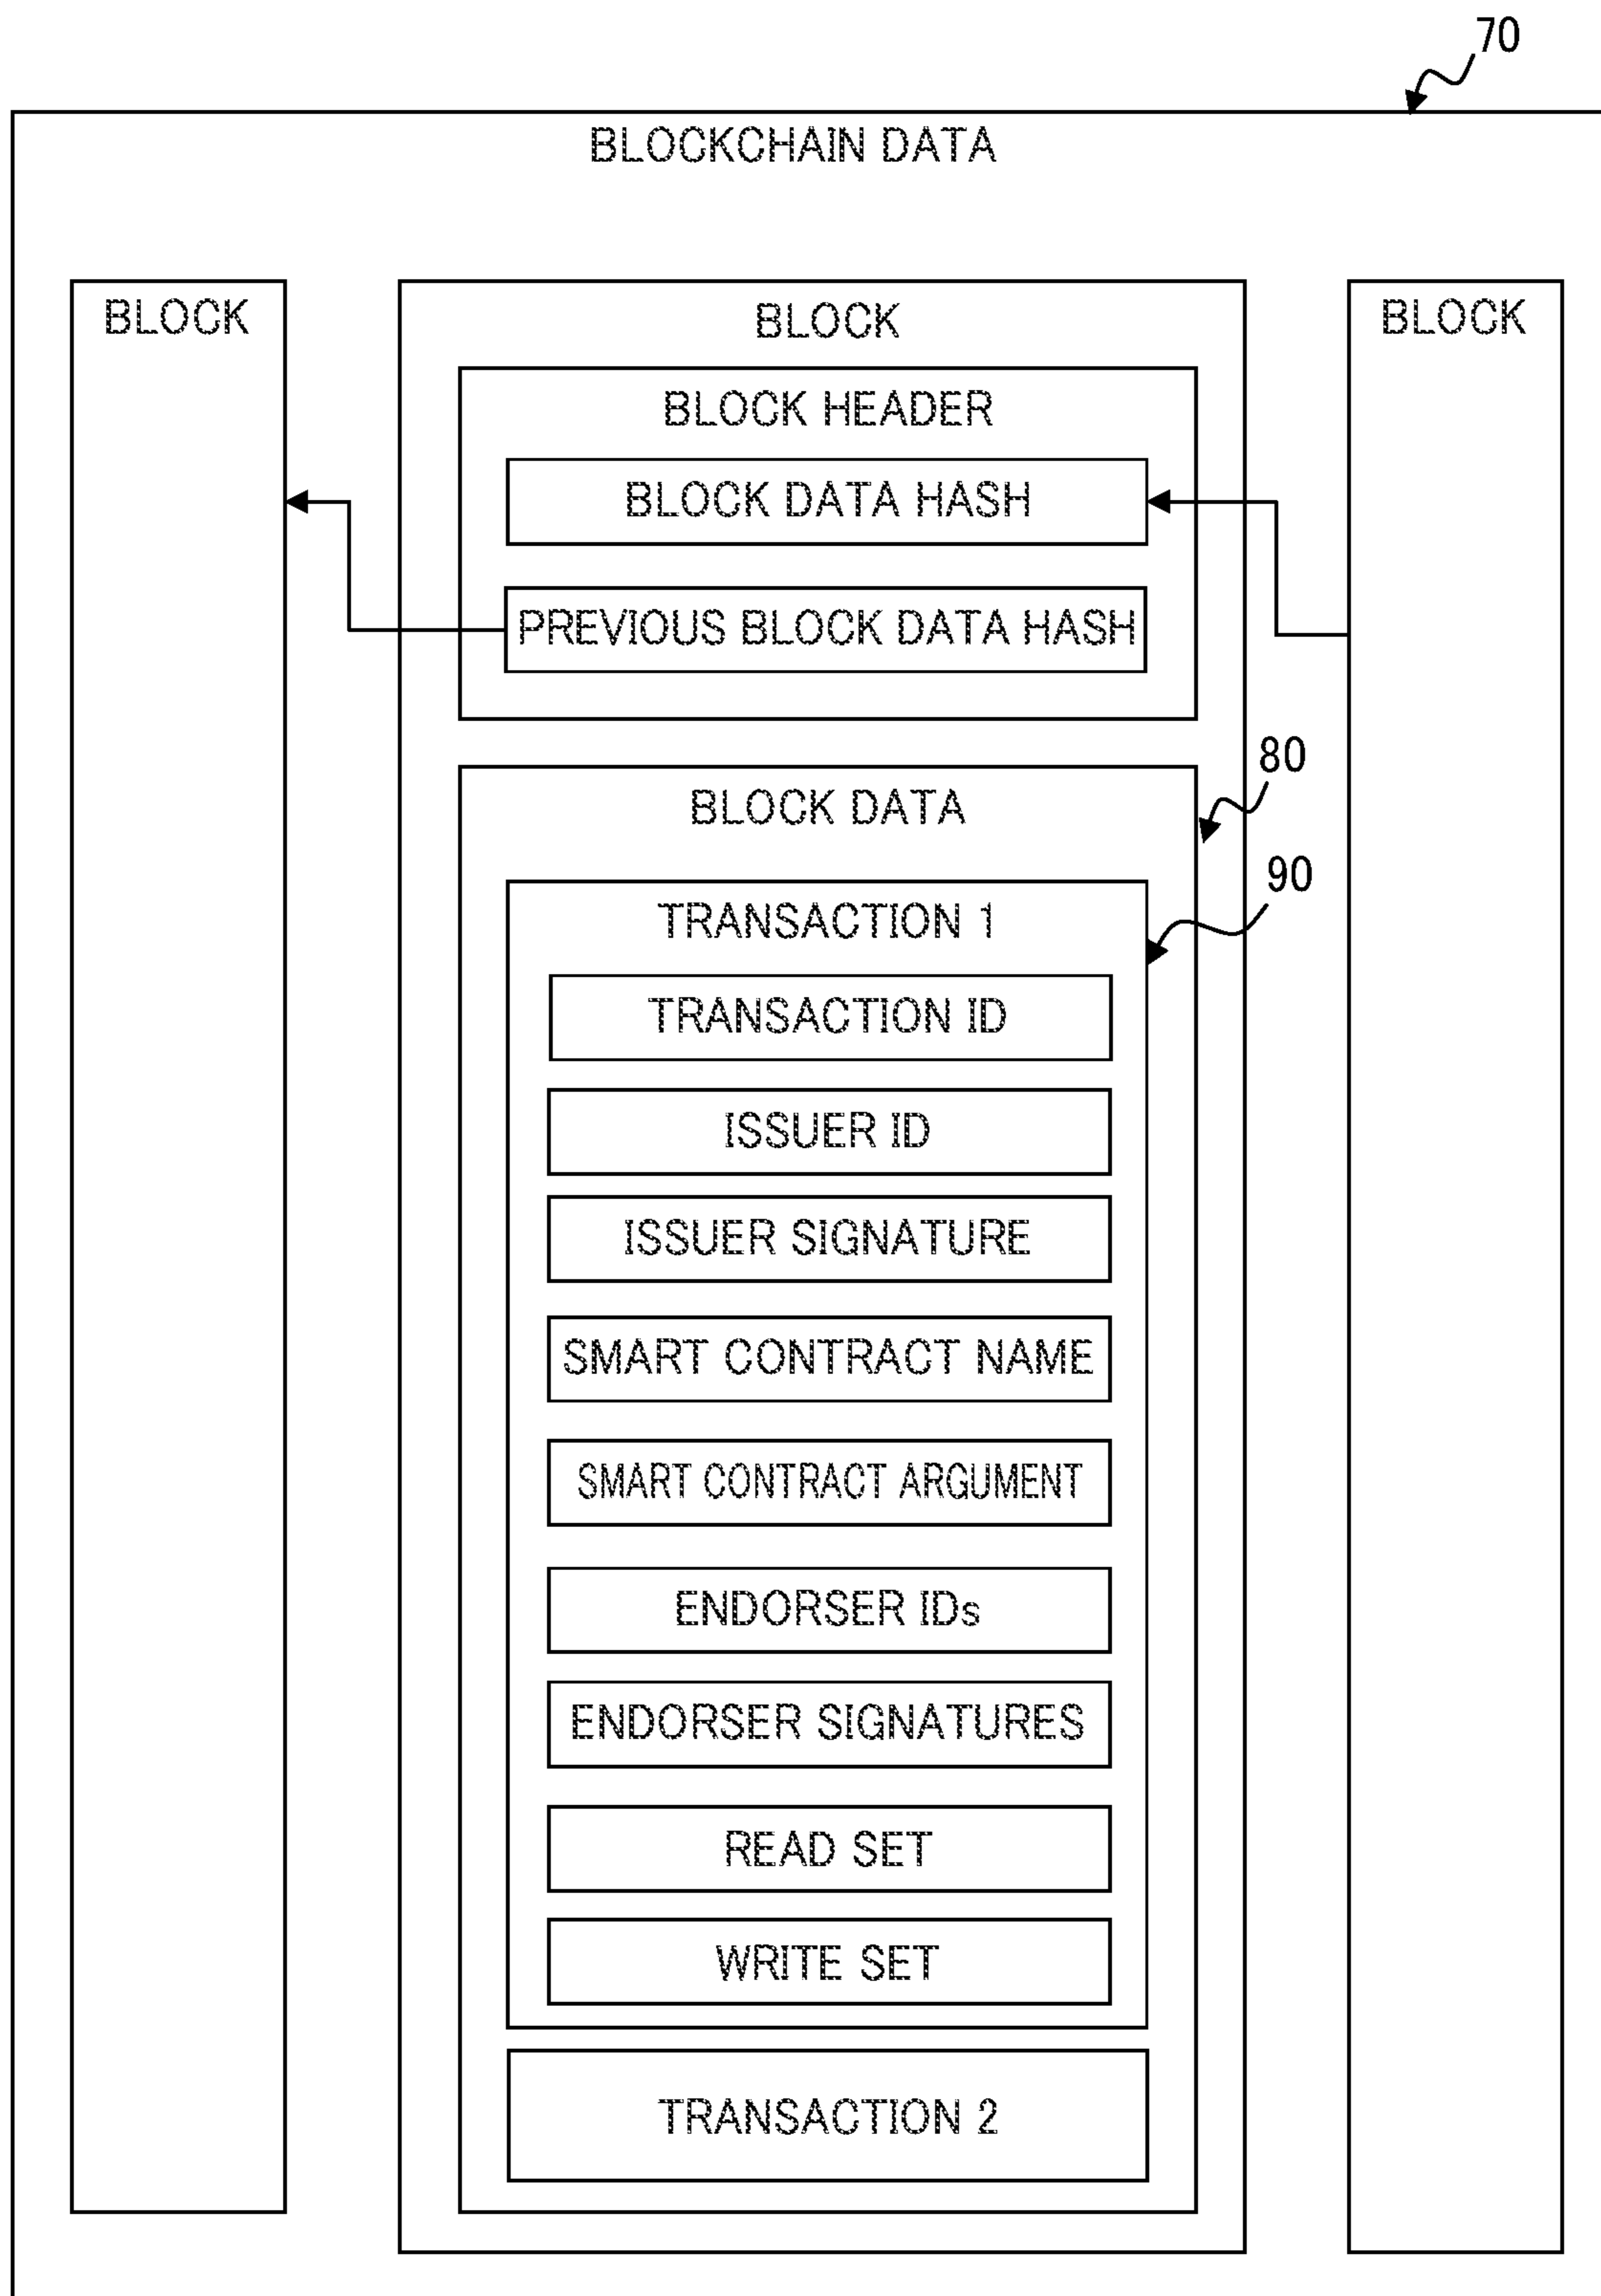 70
BLOCKCHAIN DATA
BLOCK
BLOCK
BLOCK
BLOCK HEADER
BLOCK DATA HASH
PREVIOUS BLOCK DATA HASH
80
BLOCK DATA
90
TRANSACTION 1
TRANSACTION ID
ISSUER ID
ISSUER SIGNATURE
SMART CONTRACT NAME
SMART CONTRACT ARGUMENT
ENDORSER IDs
ENDORSER SIGNATURES
READ SET
WRITE SET
TRANSACTION 2